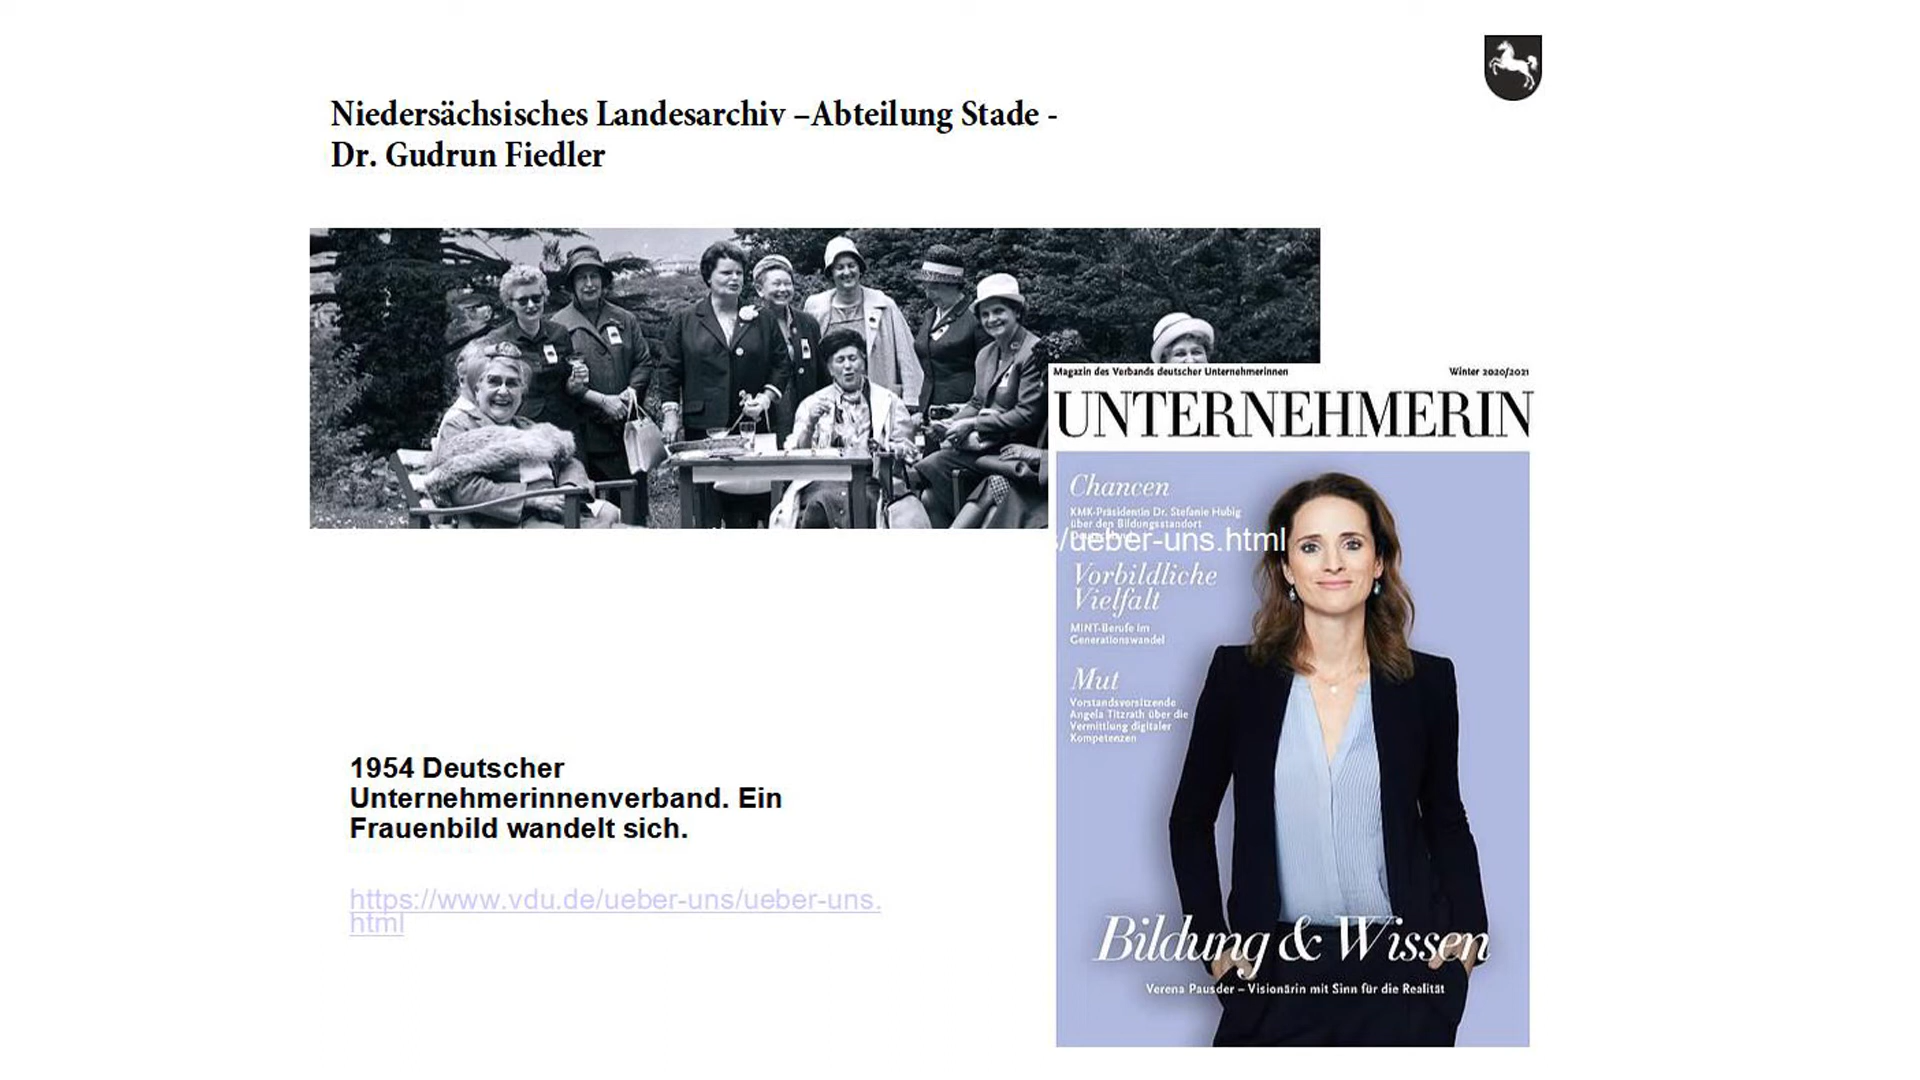 Niedersächsisches Landesarchiv –Abteilung Stade -
Dr. Gudrun Fiedler
Magazin des Verbands deutscher Unternehmerinnen
Winter 2020/2021
UNTERNEHMERIN
Chancen
KMK-Präsidentin Dr. Stefanie Hubig
über den Bildungsstandort
/ueber-uns.html
Vorbildliche
Vielfalt
MINT-Berufe im
Generationswandel
Mut
Vorstandsvorsitzende
Angela Titzrath über die
Vermittlung digitaler
Kompetenzen
Bildung & Wissen
Verena Pausder – Visionärin mit Sinn für die Realität
1954 Deutscher
Unternehmerinnenverband. Ein
Frauenbild wandelt sich.
https://www.vdu.de/ueber-uns/ueber-uns.
html